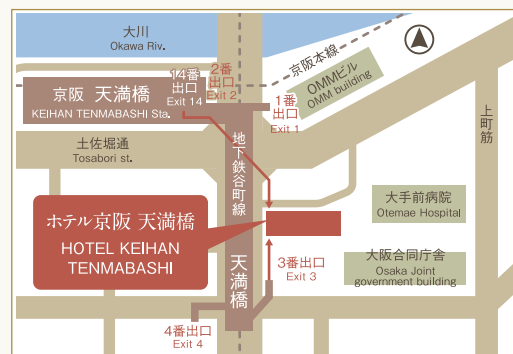 大川
Okawa Riv.
京阪本線
OMMビル
OMM building
14番
出口
Exit 14
2番
出口
Exit 2
1番
出口
Exit 1
京阪 天満橋
KEIHAN TENMABASHI Sta.
土佐堀通
Tosabori st.
地下鉄谷町線
天満橋
上町筋
大手前病院
Otemae Hospital
ホテル京阪 天満橋
HOTEL KEIHAN
TENMABASHI
3番出口
Exit 3
大阪合同庁舎
Osaka Joint
government building
4番出口
Exit 4